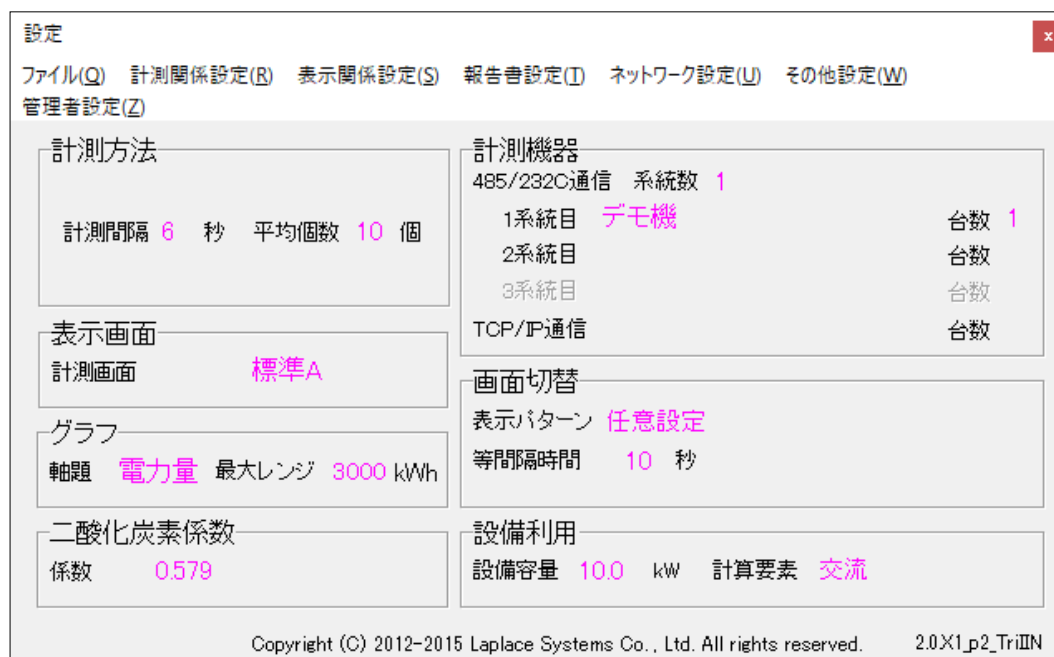 設定
x
ファイル(Q) 計測関係設定(R) 表示関係設定(S) 報告書設定(T) ネットワーク設定(U) その他設定(W)
管理者設定(Z)
計測方法
計測間隔 6 秒 平均個数 10 個
表示画面
計測画面 標準A
グラフ
軸題 電力量 最大レンジ 3000 kWh
二酸化炭素係数
係数 0.579
計測機器
485/232C通信 系統数 1
1系統目 デモ機 台数 1
2系統目 台数
3系統目 台数
TCP/IP通信 台数
画面切替
表示パターン 任意設定
等間隔時間 10 秒
設備利用
設備容量 10.0 kW 計算要素 交流
Copyright (C) 2012-2015 Laplace Systems Co., Ltd. All rights reserved. 2.0.X1_p2_TriIIN